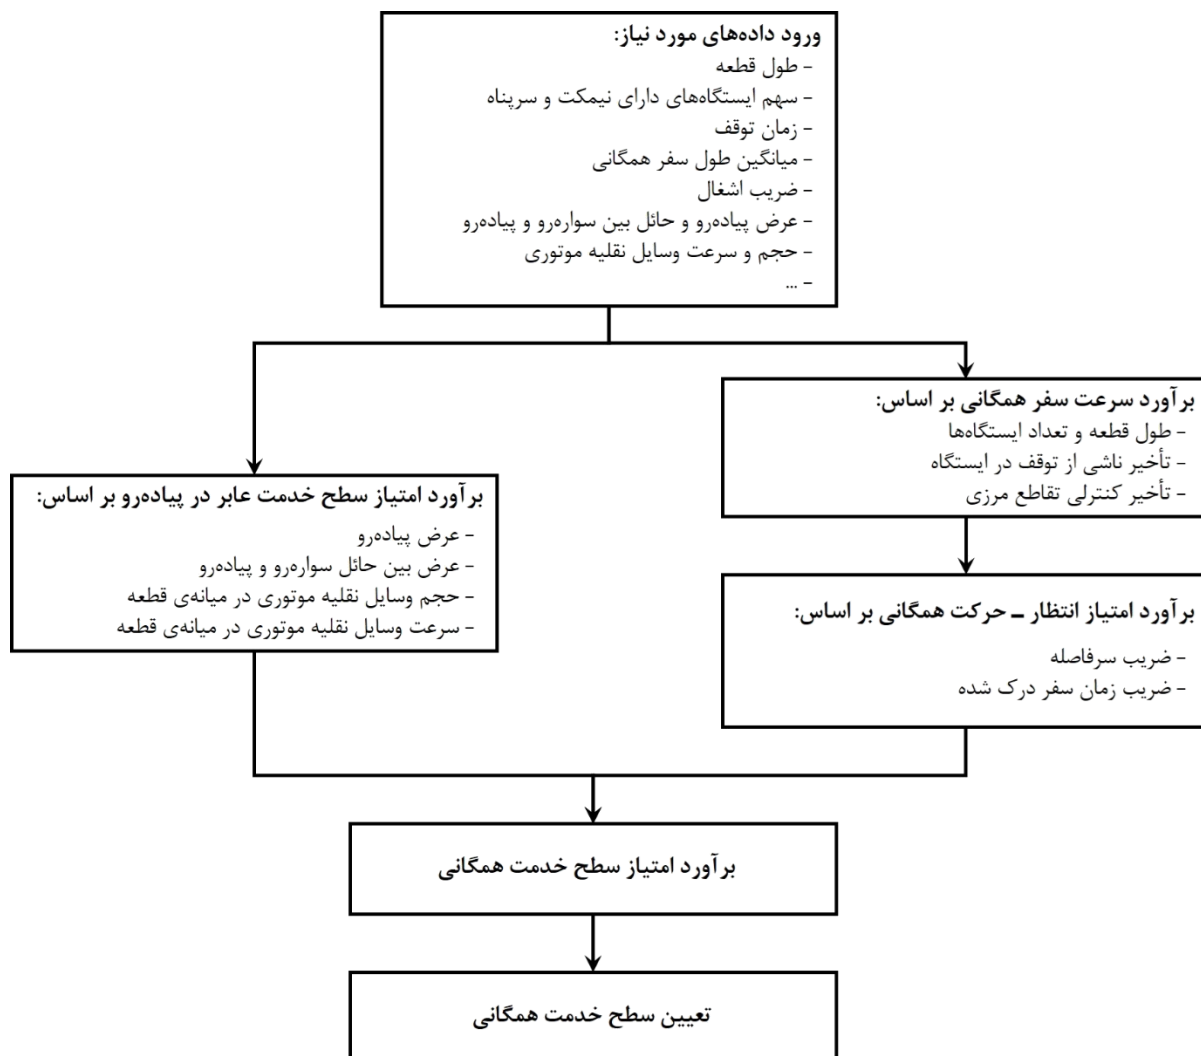 ورود داده‌های مورد نیاز:
- طول قطعه
- سهم ایستگاه‌های دارای نیمکت و سرپناه
- زمان توقف
- میانگین طول سفر همگانی
- ضریب اشغال
- عرض پیاده‌رو و حائل بین سواره‌رو و پیاده‌رو
- حجم و سرعت وسایل نقلیه موتوری
- ...
برآورد سرعت سفر همگانی بر اساس:
- طول قطعه و تعداد ایستگاه‌ها
- تأخیر ناشی از توقف در ایستگاه
- تأخیر کنترلی تقاطع مرزی
برآورد امتیاز انتظار – حرکت همگانی بر اساس:
- ضریب سرفاصله
- ضریب زمان سفر درک شده
برآورد امتیاز سطح خدمت عابر در پیاده‌رو بر اساس:
- عرض پیاده‌رو
- عرض بین حائل سواره‌رو و پیاده‌رو
- حجم وسایل نقلیه موتوری در میانه‌ی قطعه
- سرعت وسایل نقلیه موتوری در میانه‌ی قطعه
برآورد امتیاز سطح خدمت همگانی
تعیین سطح خدمت همگانی